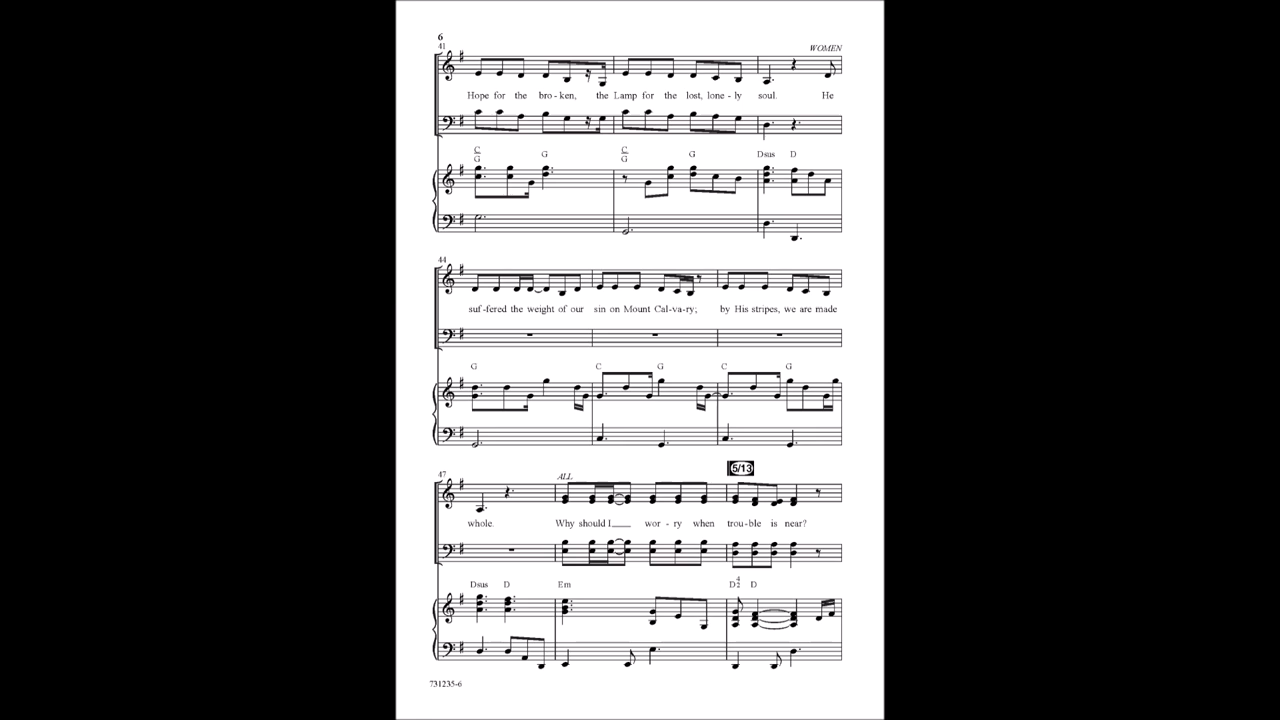 6
41
WOMEN
Hope for the bro - ken, the Lamp for the lost, lone - ly soul. He
C G C G Dsus D
G G
44
suf - fered the weight of our sin on Mount Cal - va - ry; by His stripes, we are made
G C G C G
5/13
47
ALL
whole. Why should I___ wor - ry when trou - ble is near?
Dsus D Em D4/2 D
731235-6